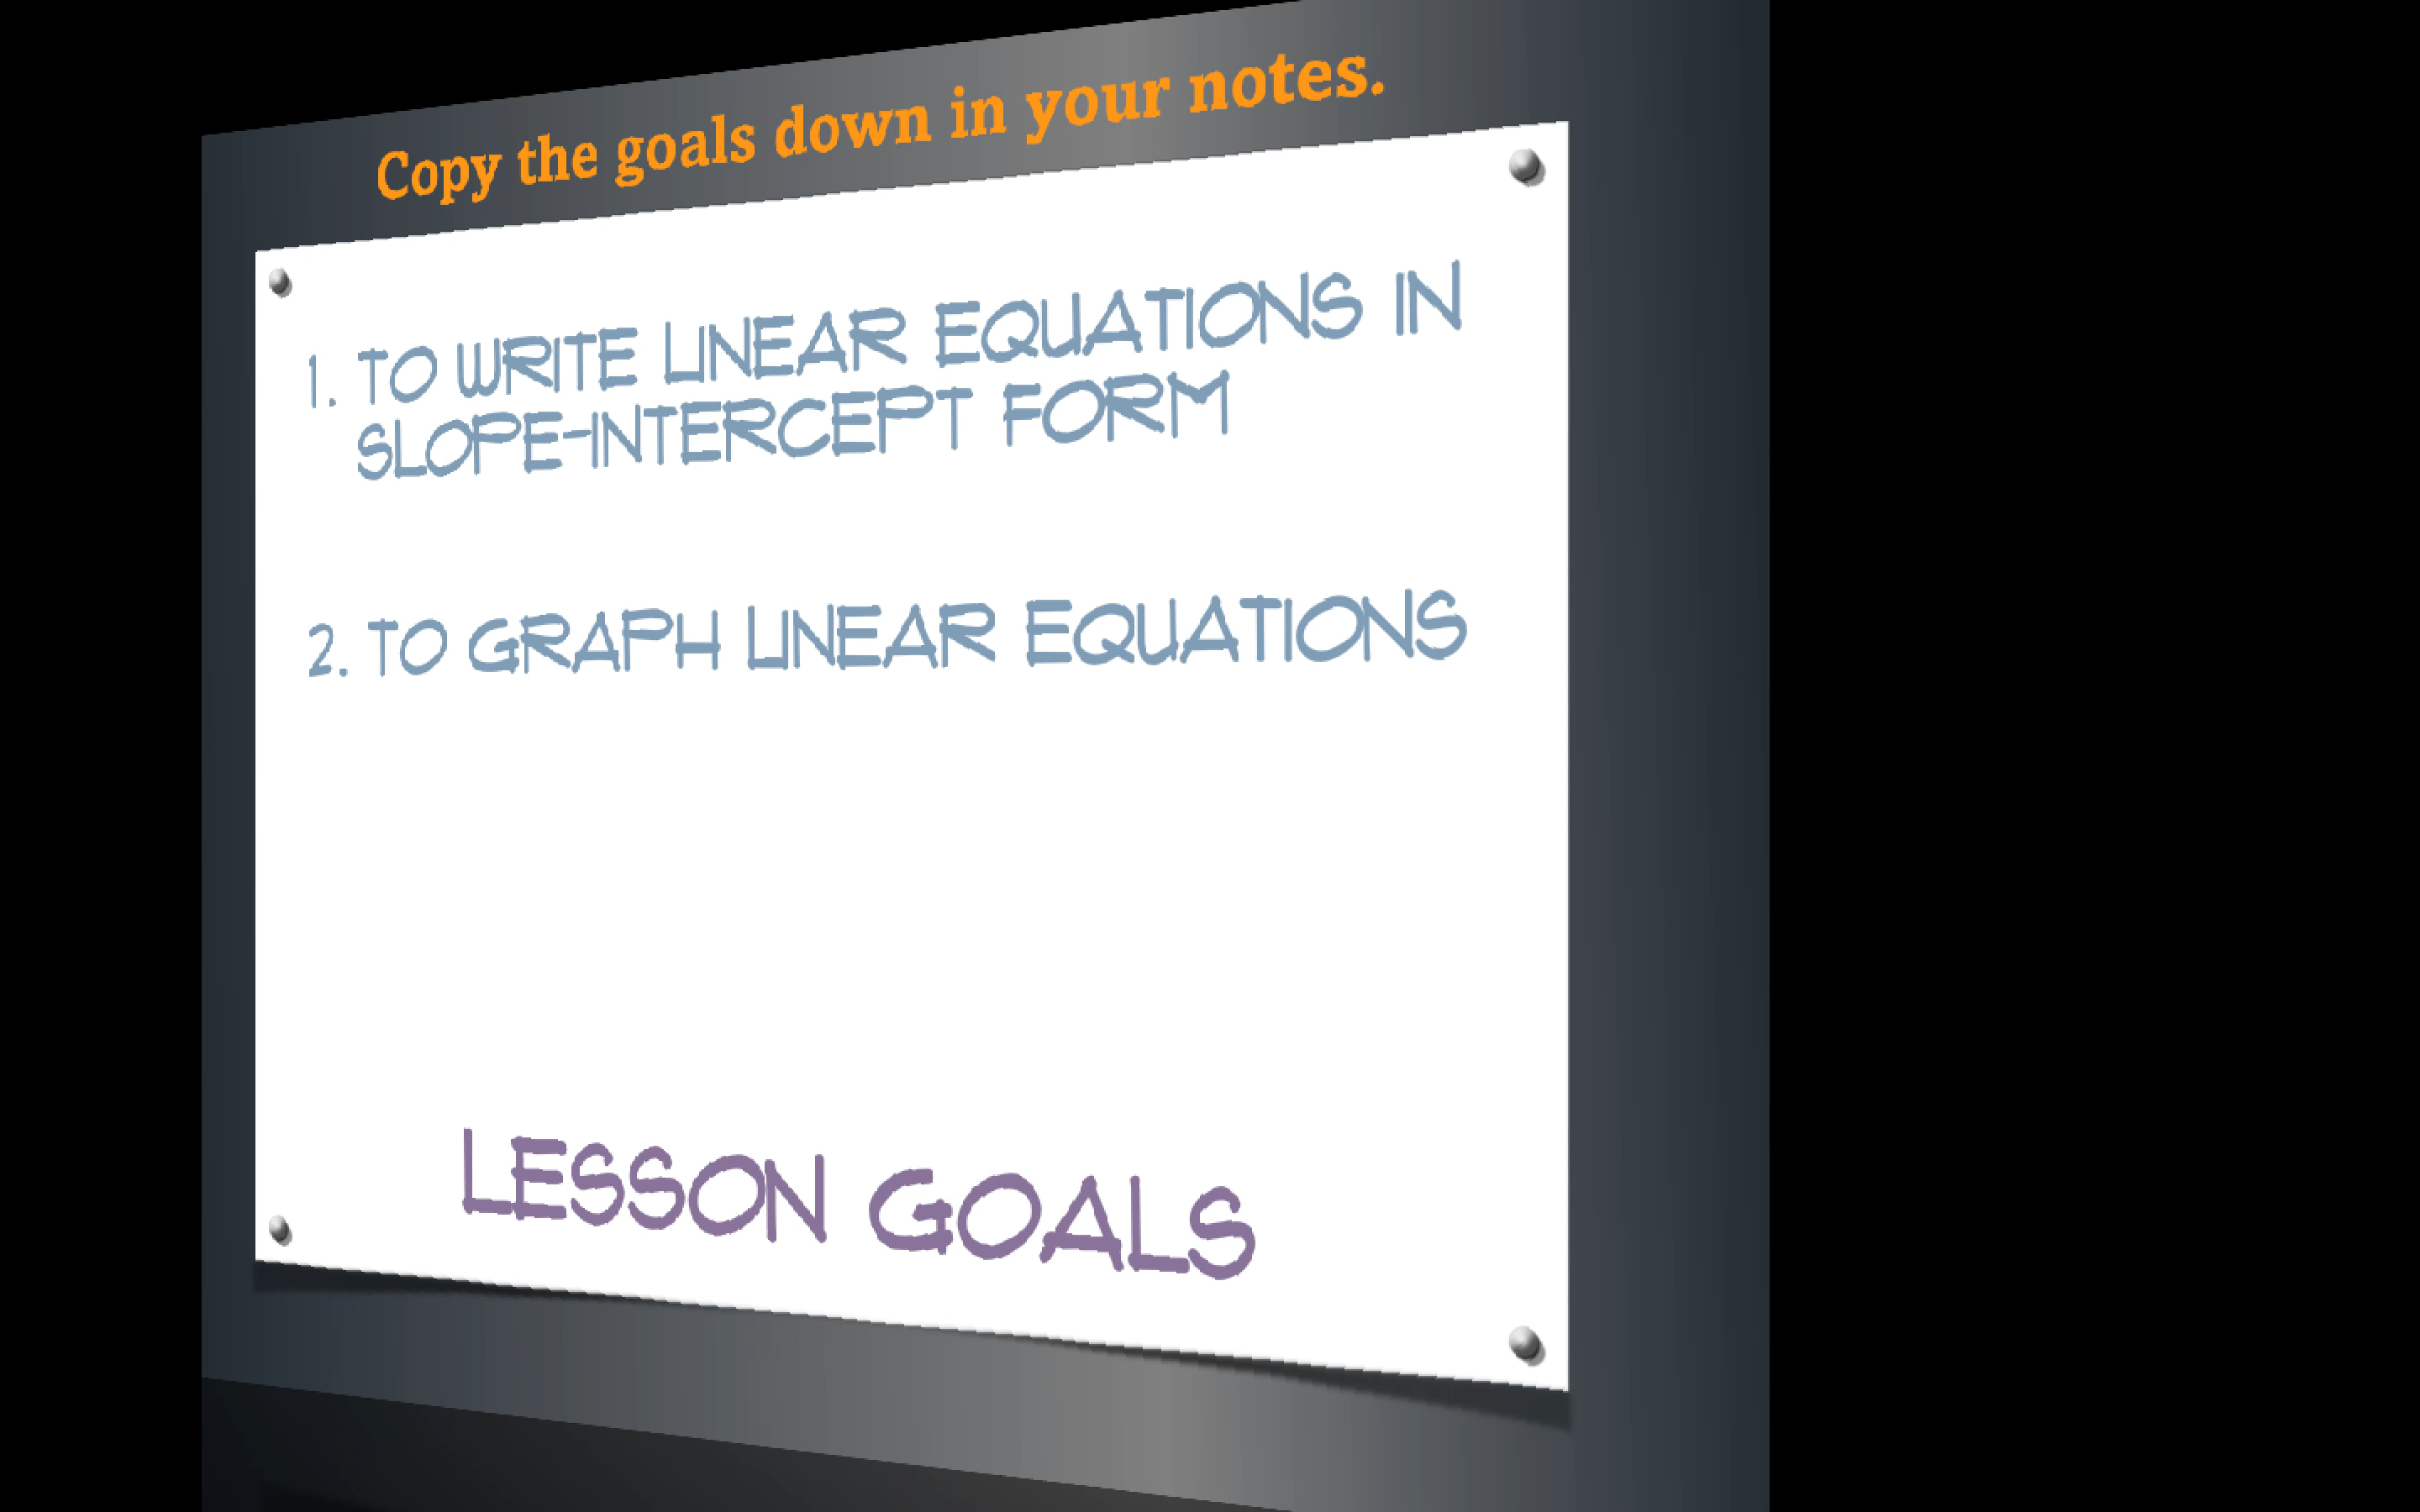 Copy the goals down in your notes.
1. TO WRITE LINEAR EQUATIONS IN
SLOPE-INTERCEPT FORM
2. TO GRAPH LINEAR EQUATIONS
LESSON GOALS